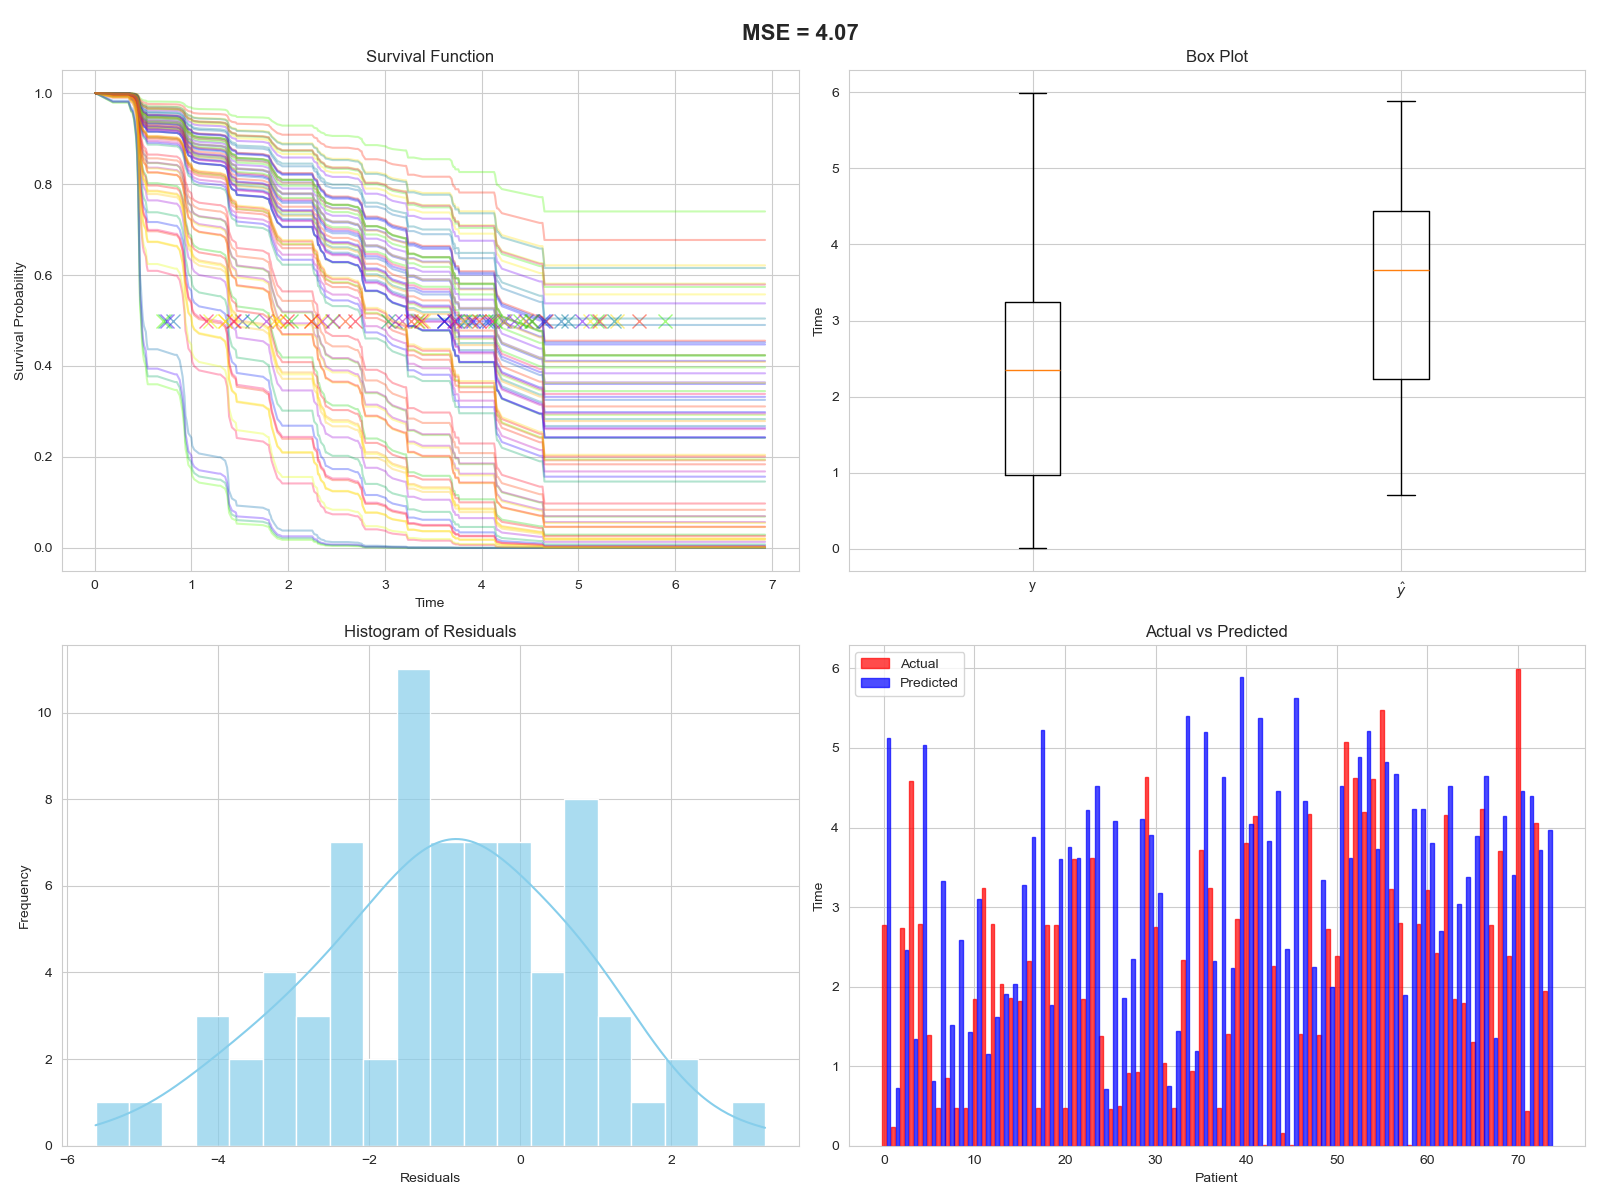 MSE = 4.07
Survival Function
Survival Probability
1.0
0.8
0.6
0.4
0.2
0.0
0 1 2 3 4 5 6 7
Time
Box Plot
Time
6
5
4
3
2
1
0
y ŷ
Histogram of Residuals
Frequency
10
8
6
4
2
0
−6 −4 −2 0 2
Residuals
Actual vs Predicted
Actual
Predicted
Time
6
5
4
3
2
1
0
0 10 20 30 40 50 60 70
Patient